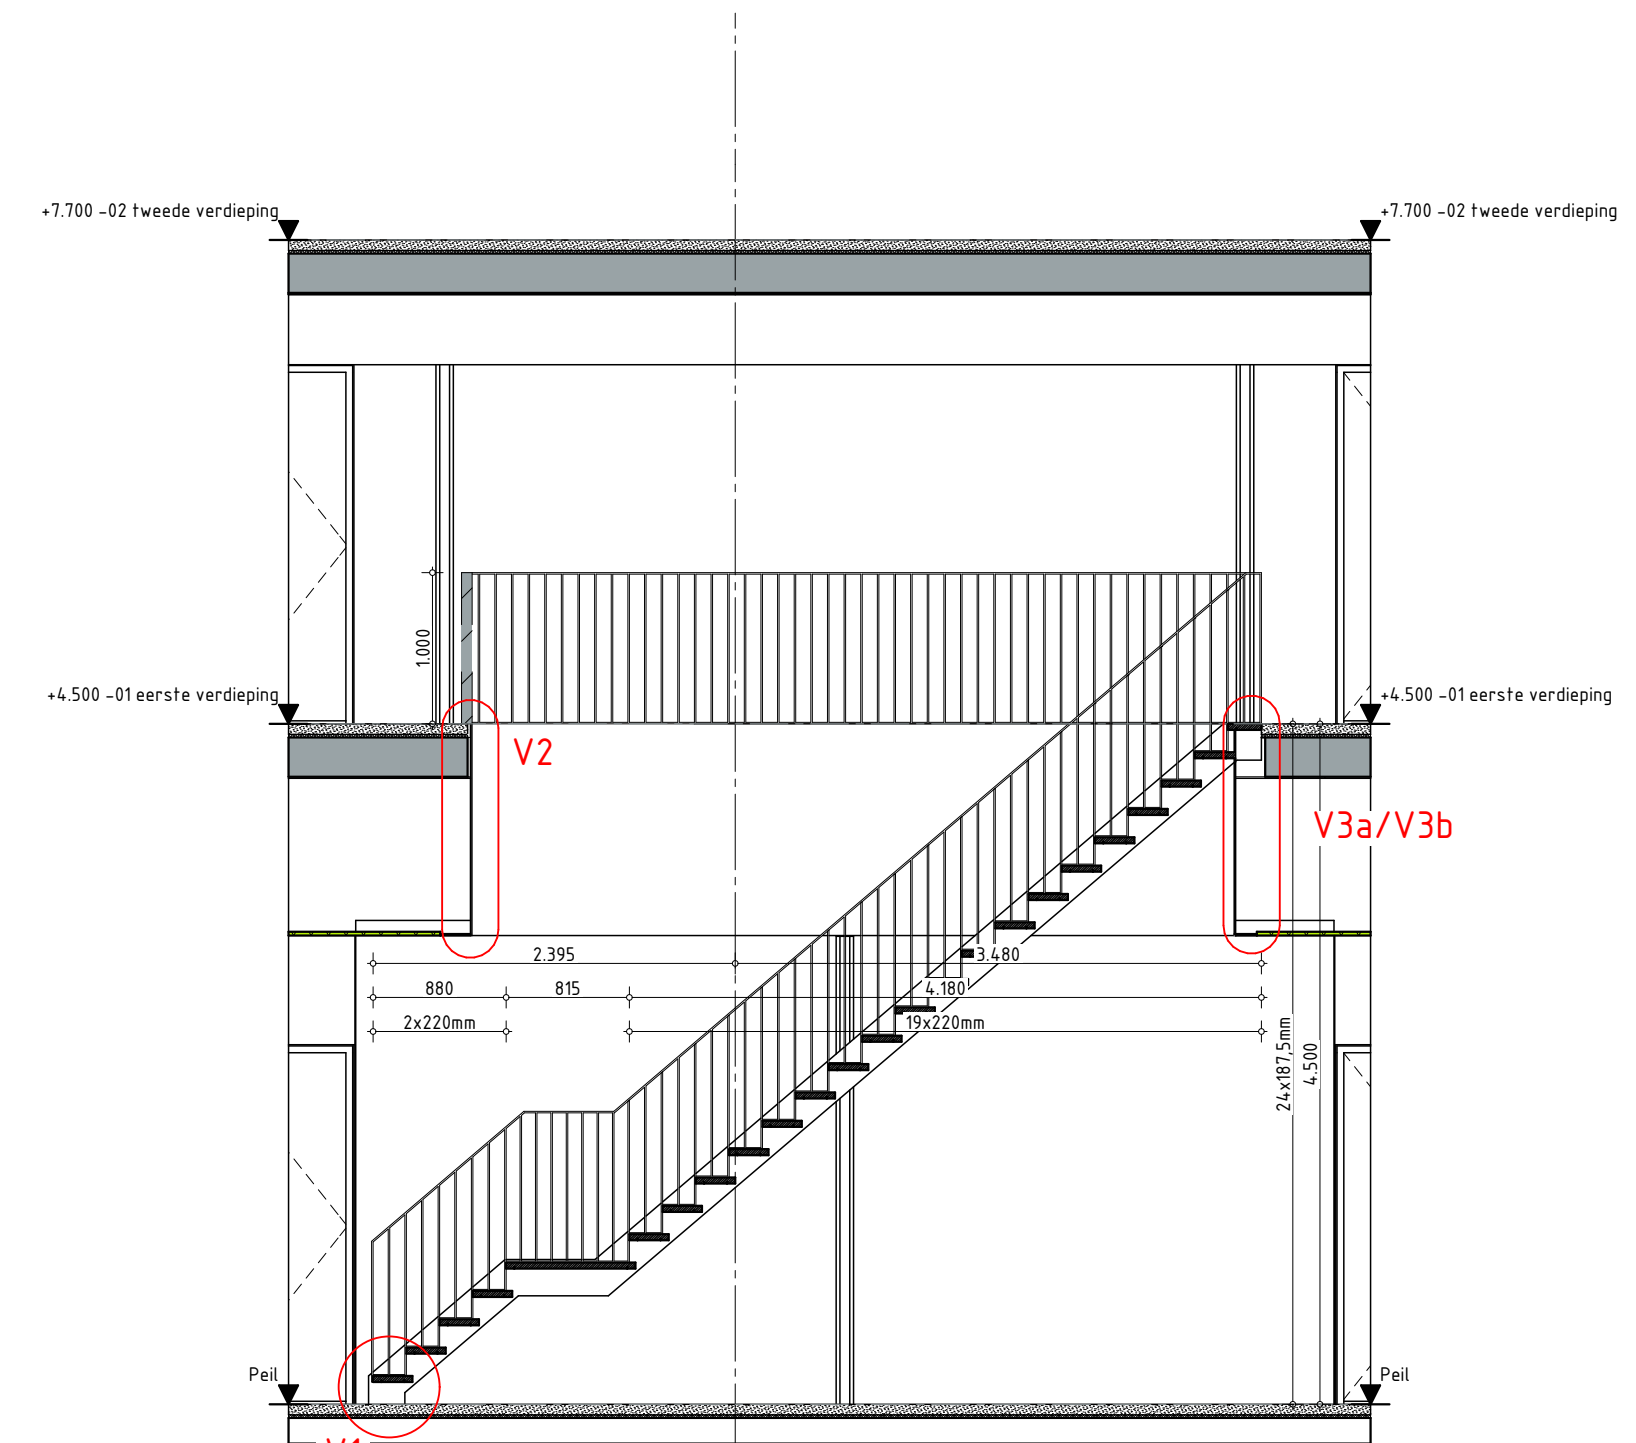 +7.700 -02 tweede verdieping
+7.700 -02 tweede verdieping
1.000
+4.500 -01 eerste verdieping
+4.500 -01 eerste verdieping
V2
V3a/V3b
2.395
3.480
880
815
4.180
2x220mm
19x220mm
24x187,5mm
4.500
Peil
Peil
V1